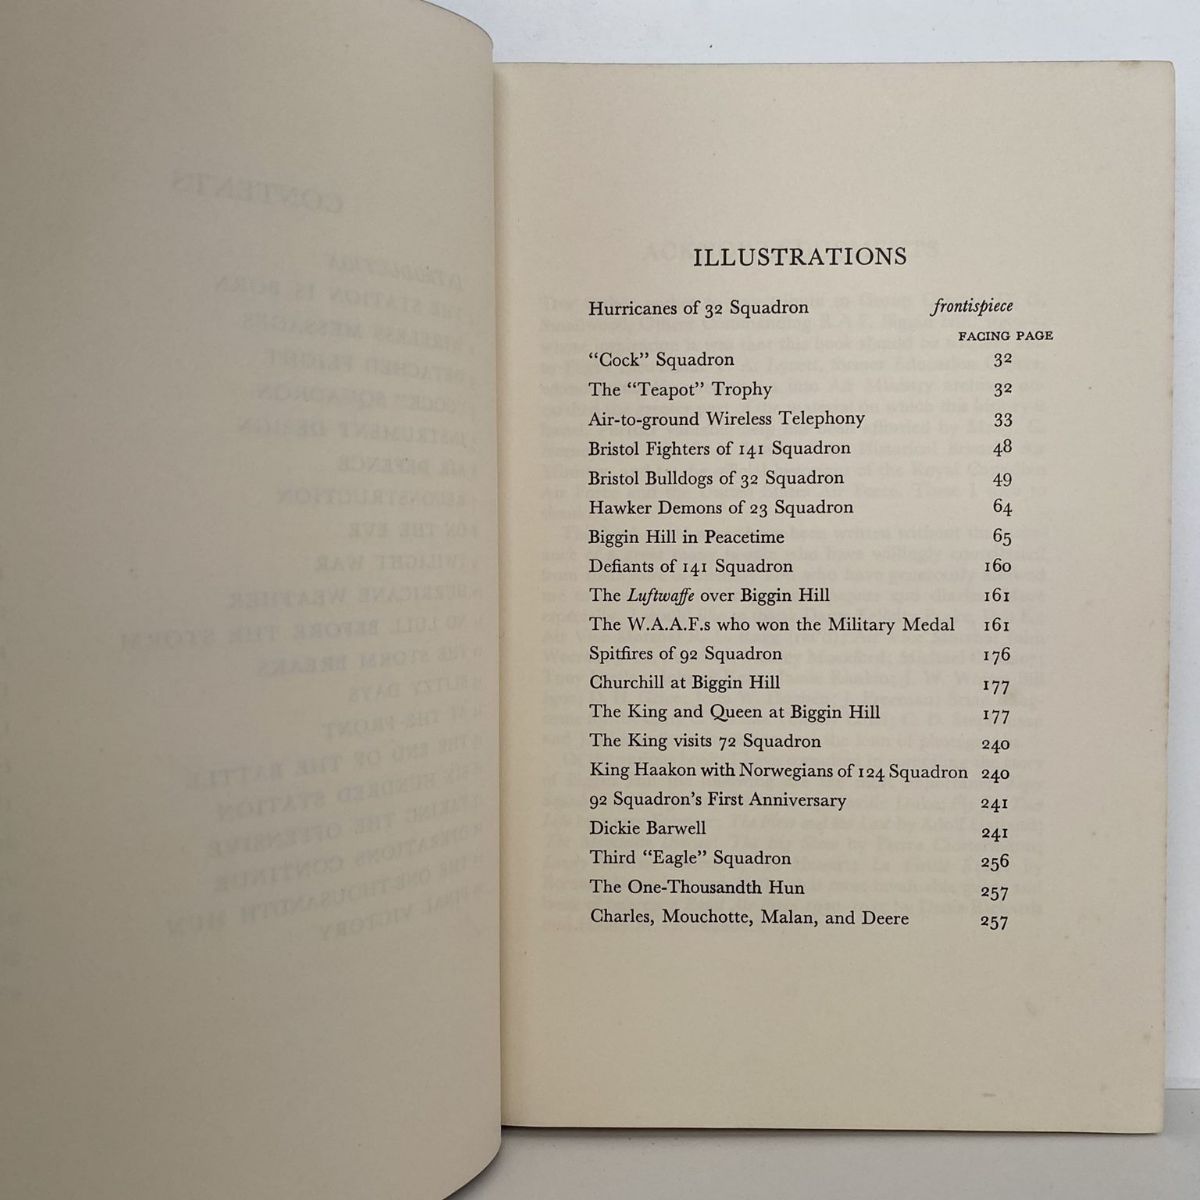 ILLUSTRATIONS
Hurricanes of 32 Squadron frontispiece
FACING PAGE
“Cock” Squadron 32
The “Teapot” Trophy 32
Air-to-ground Wireless Telephony 33
Bristol Fighters of 141 Squadron 48
Bristol Bulldogs of 32 Squadron 49
Hawker Demons of 23 Squadron 64
Biggin Hill in Peacetime 65
Defiants of 141 Squadron 160
The Luftwaffe over Biggin Hill 161
The W.A.A.F.s who won the Military Medal 161
Spitfires of 92 Squadron 176
Churchill at Biggin Hill 177
The King and Queen at Biggin Hill 177
The King visits 72 Squadron 240
King Haakon with Norwegians of 124 Squadron 240
92 Squadron’s First Anniversary 241
Dickie Barwell 241
Third “Eagle” Squadron 256
The One-Thousandth Hun 257
Charles, Mouchotte, Malan, and Deere 257